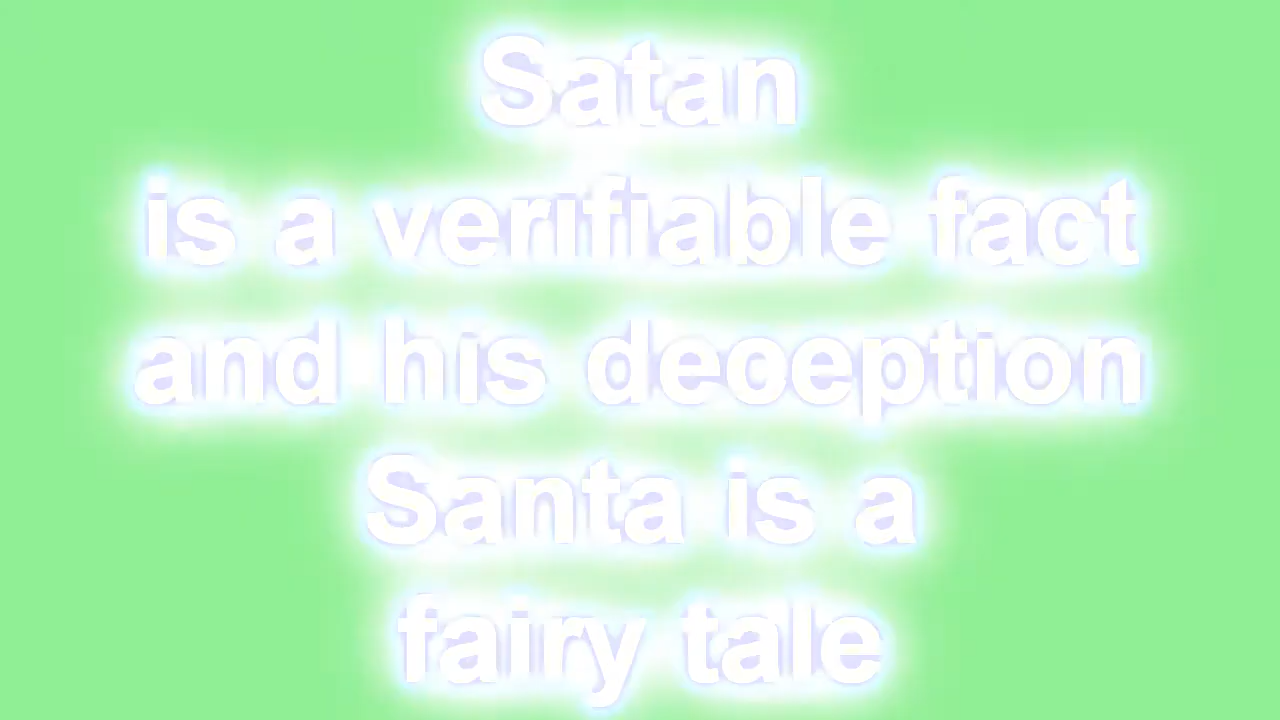 Satan
is a verifiable fact
and his deception
Santa is a
fairy tale